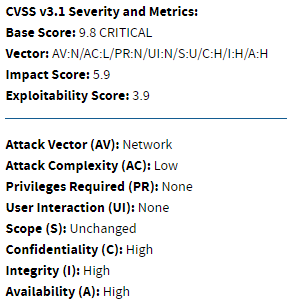 CVSS v3.1 Severity and Metrics:
Base Score: 9.8 CRITICAL
Vector: AV:N/AC:L/PR:N/UI:N/S:U/C:H/I:H/A:H
Impact Score: 5.9
Exploitability Score: 3.9
Attack Vector (AV): Network
Attack Complexity (AC): Low
Privileges Required (PR): None
User Interaction (UI): None
Scope (S): Unchanged
Confidentiality (C): High
Integrity (I): High
Availability (A): High